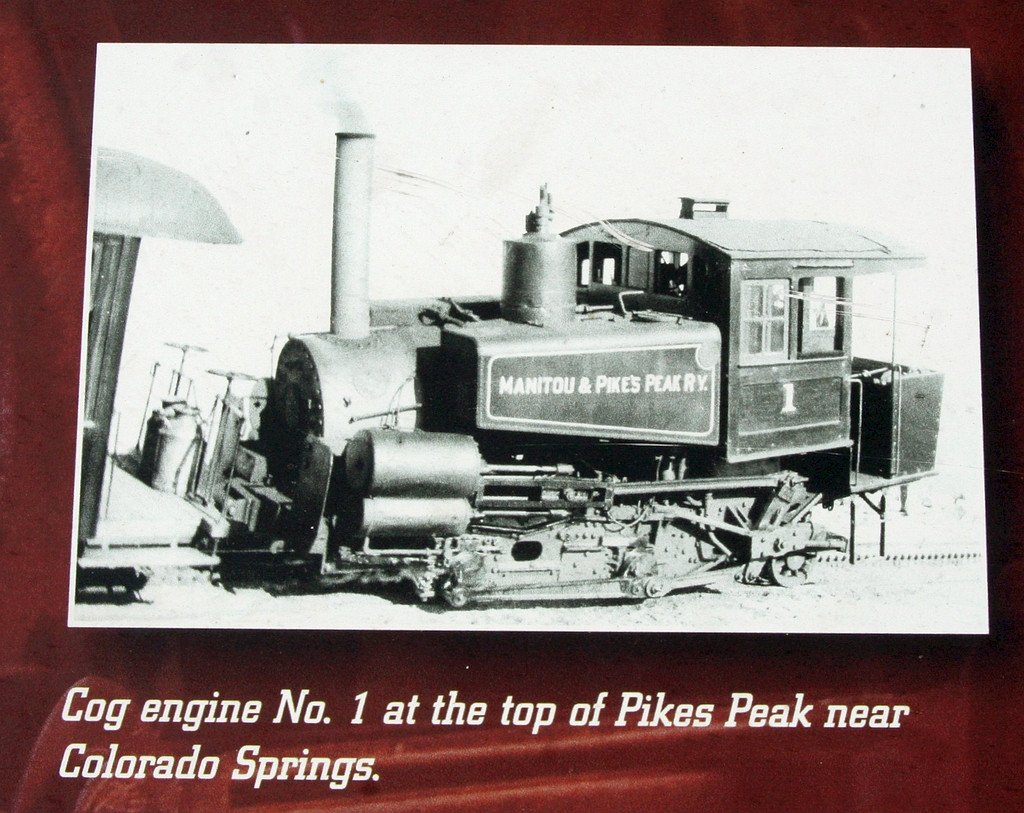 MANITOU & PIKE'S PEAK RY.
1
Cog engine No. 1 at the top of Pikes Peak near
Colorado Springs.